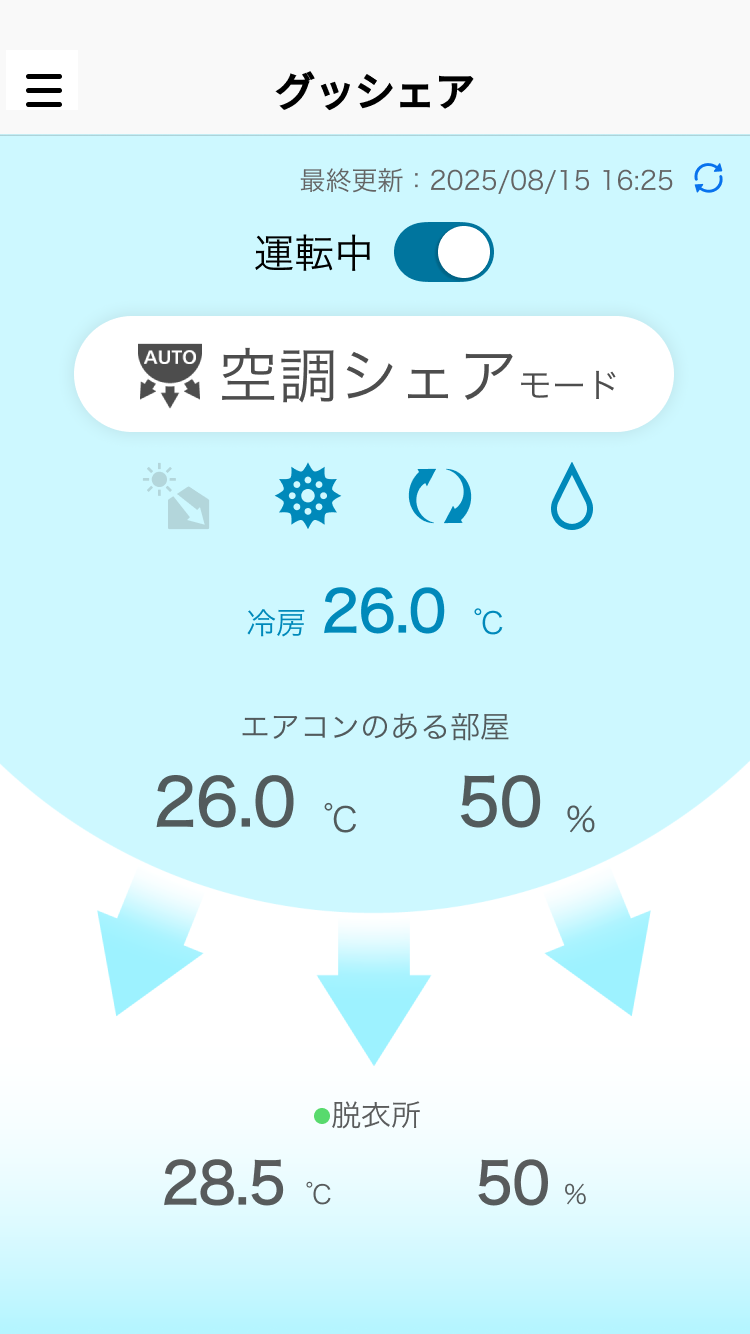 グッシェア
最終更新：2025/08/15 16:25
運転中
AUTO 空調シェアモード
冷房 26.0 ℃
エアコンのある部屋
26.0 ℃ 50 %
脱衣所
28.5 ℃ 50 %